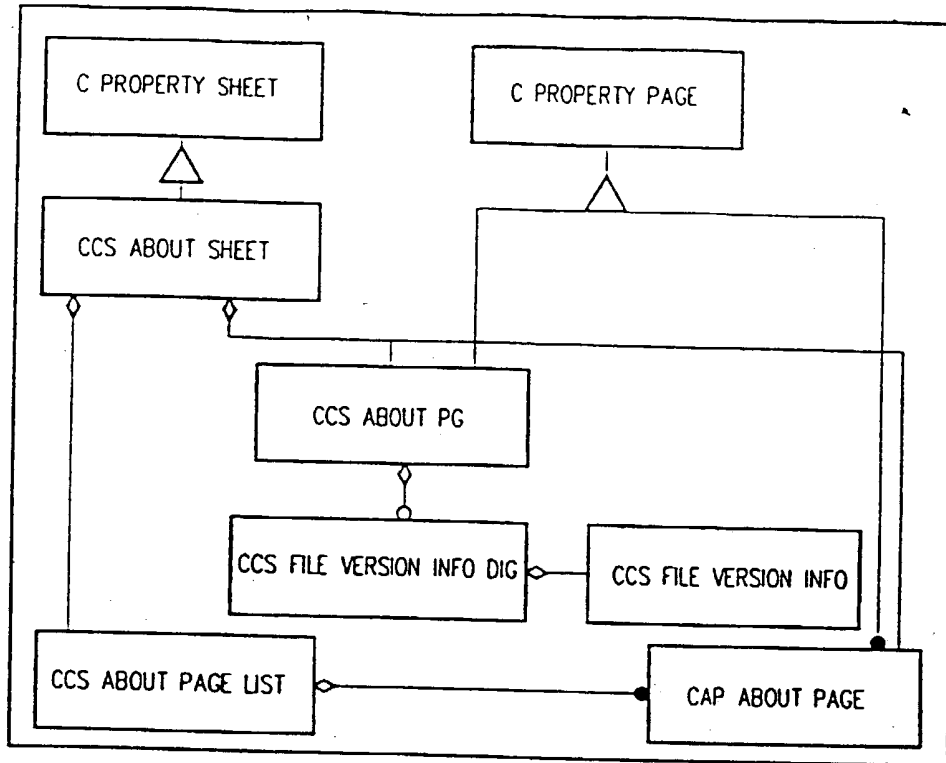 C PROPERTY SHEET
C PROPERTY PAGE
CCS ABOUT SHEET
CCS ABOUT PG
CCS FILE VERSION INFO DIG
CCS FILE VERSION INFO
CCS ABOUT PAGE LIST
CAP ABOUT PAGE